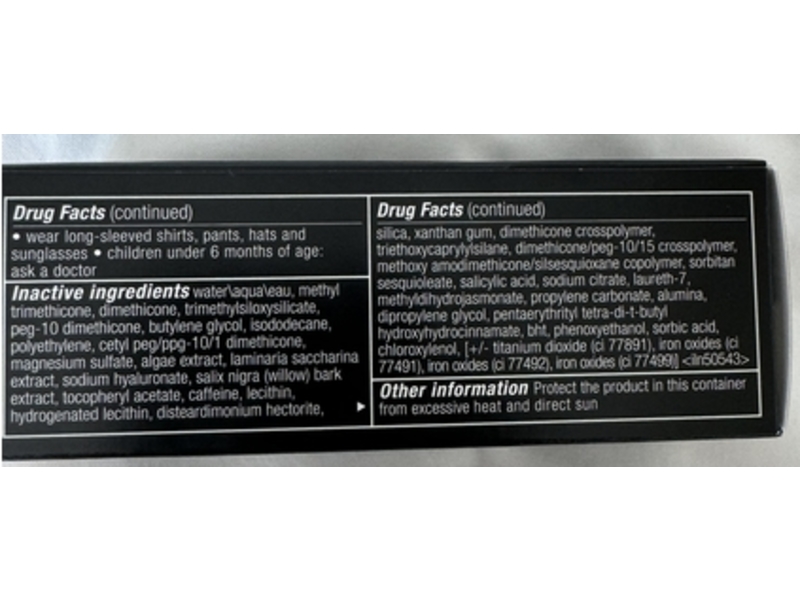 Drug Facts (continued)
• wear long-sleeved shirts, pants, hats and
sunglasses • children under 6 months of age:
ask a doctor
Inactive ingredients water\aqua\eau, methyl
trimethicone, dimethicone, trimethylsiloxysilicate,
peg-10 dimethicone, butylene glycol, isododecane,
polyethylene, cetyl peg/ppg-10/1 dimethicone,
magnesium sulfate, algae extract, laminaria saccharina
extract, sodium hyaluronate, salix nigra (willow) bark
extract, tocopheryl acetate, caffeine, lecithin,
hydrogenated lecithin, disteardimonium hectorite,
Drug Facts (continued)
silica, xanthan gum, dimethicone crosspolymer,
triethoxycaprylylsilane, dimethicone/peg-10/15 crosspolymer,
methoxy amodimethicone/silsesquioxane copolymer, sorbitan
sesquioleate, salicylic acid, sodium citrate, laureth-7,
methyldihydrojasmonate, propylene carbonate, alumina,
dipropylene glycol, pentaerythrityl tetra-di-t-butyl
hydroxyhydrocinnamate, bht, phenoxyethanol, sorbic acid,
chloroxylenol, [+/- titanium dioxide (ci 77891), iron oxides (ci
77491), iron oxides (ci 77492), iron oxides (ci 77499)] <iln50543>
Other information Protect the product in this container
from excessive heat and direct sun